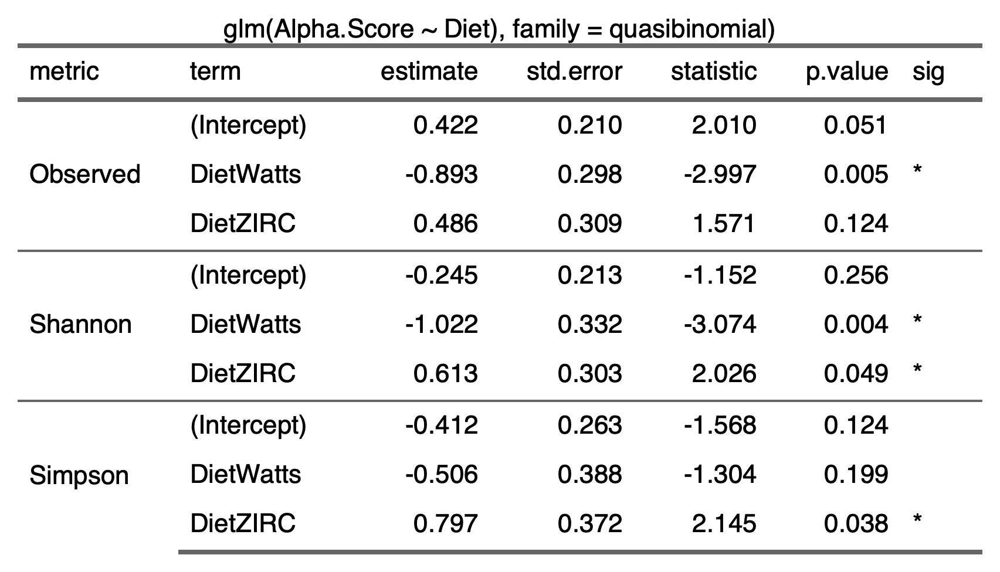 glm(Alpha.Score ~ Diet), family = quasibinomial)
metric term estimate std.error statistic p.value sig
(Intercept) 0.422 0.210 2.010 0.051
Observed DietWatts -0.893 0.298 -2.997 0.005 *
DietZIRC 0.486 0.309 1.571 0.124
(Intercept) -0.245 0.213 -1.152 0.256
Shannon DietWatts -1.022 0.332 -3.074 0.004 *
DietZIRC 0.613 0.303 2.026 0.049 *
(Intercept) -0.412 0.263 -1.568 0.124
Simpson DietWatts -0.506 0.388 -1.304 0.199
DietZIRC 0.797 0.372 2.145 0.038 *